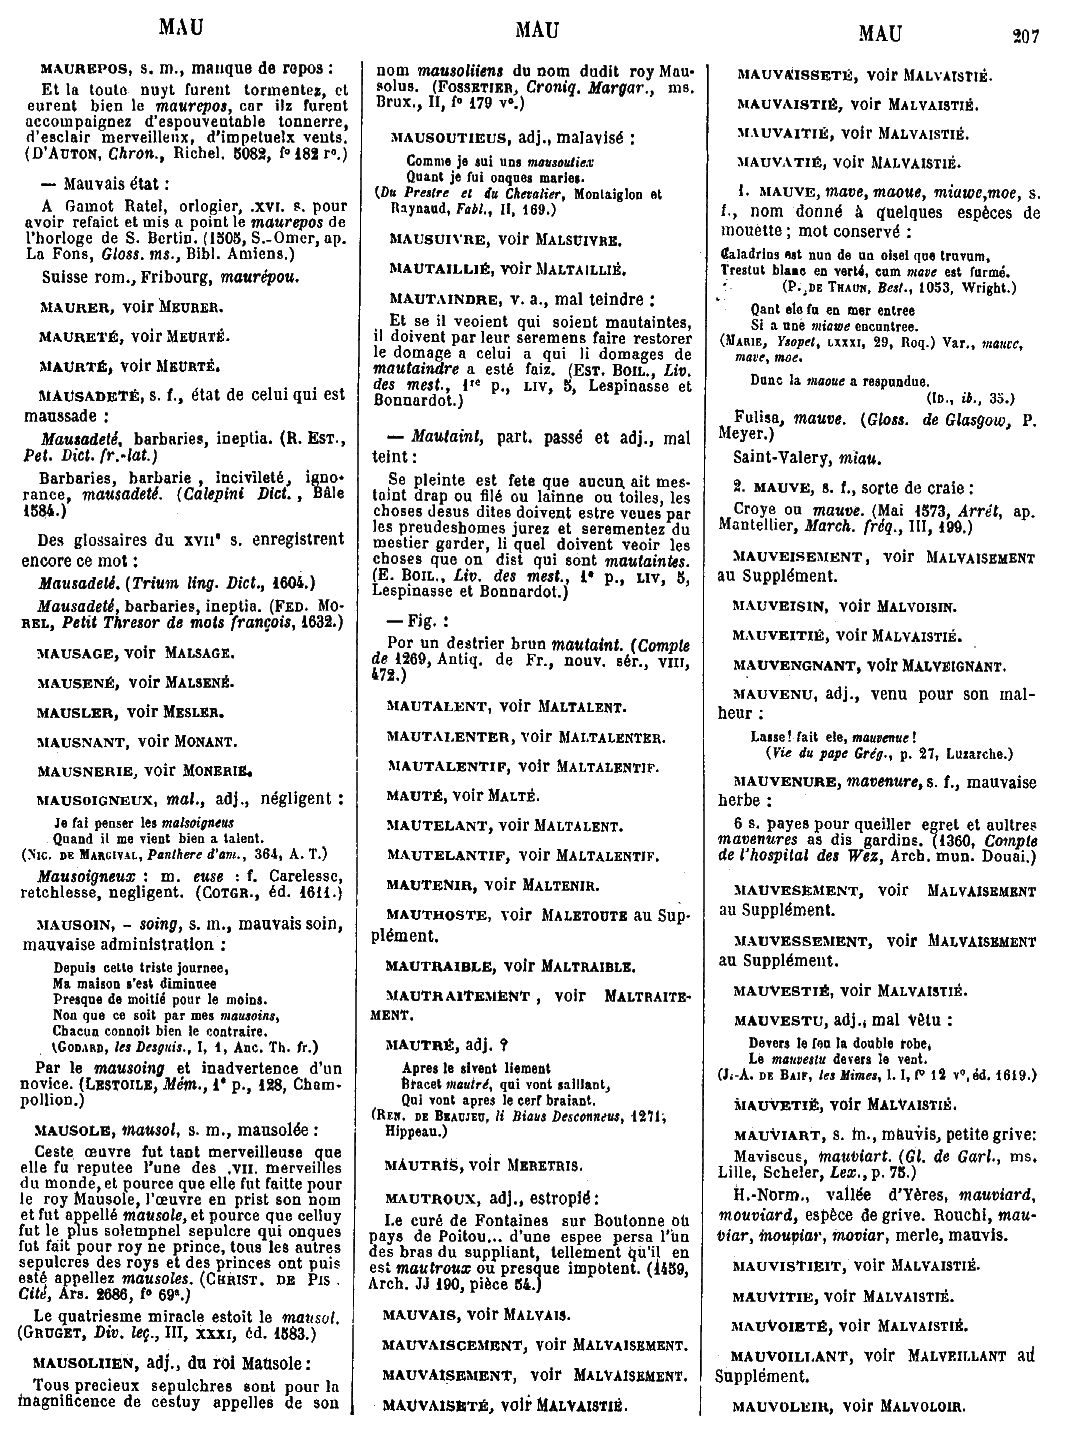 MAU
MAU
MAU
207
MAUREPOS, s. m., manque de repos :
Et la toute nuyt furent tormentez, et
eurent bien le maurepos, car ilz furent
accompaignez d'espouventable tonnerre,
d'esclair merveilleux, d'impetuelx vents.
(D'AUTON, Chron., Richel. 5082, f° 182 r°.)
— Mauvais état :
A Gamot Ratel, orlogier, .XVI. s. pour
avoir refaict et mis a point le maurepos de
l'horloge de S. Bertin. (1505, S.-Omer, ap.
La Fons, Gloss. ms., Bibl. Amiens.)
Suisse rom., Fribourg, maurépou.
MAURER, voir MEURER.
MAURETÉ, voir MEURTÉ.
MAURTÉ, voir MEURTÉ.
MAUSADETÉ, s. f., état de celui qui est
maussade :
Mausadeté, barbaries, ineptia. (R. EST.,
Pet. Dict. fr.-lat.)
Barbaries, barbarie , incivileté, igno-
rance, mausadeté. (Calepini Dict. , Bâle
1584.)
Des glossaires du XVII° s. enregistrent
encore ce mot :
Mausadeté. (Trium ling. Dict., 1604.)
Mausadeté, barbaries, ineptia. (FED. MO-
REL, Petit Thresor de mots françois, 1632.)
MAUSAGE, voir MALSAGE.
MAUSENÉ, voir MALSENÉ.
MAUSLER, voir MESLER.
MAUSNANT, voir MONANT.
MAUSNERIE, voir MONERIE.
MAUSOIGNEUX, mal., adj., négligent :
Je fai penser les malsoigneus
Quand il me vient bien a talent.
(NIC. DE MARGIVAL, Panthere d'am., 364, A. T.)
Mausoigneux : m. euse : f. Carelesse,
retchlesse, negligent. (COTGR., éd. 1611.)
MAUSOIN, - soing, s. m., mauvais soin,
mauvaise administration :
Depuis cette triste journee,
Ma maison s'est diminuee
Presque de moitié pour le moins.
Non que ce soit par mes mausoins,
Chacun connoît bien le contraire.
(GODARD, les Desguis., I, 1, Anc. Th. fr.)
Par le mausoing et inadvertence d'un
novice. (LESTOILE, Mém., 1° p., 128, Cham-
pollion.)
MAUSOLE, mausol, s. m., mausolée :
Ceste œuvre fut tant merveilleuse que
elle fu reputee l'une des .VII. merveilles
du monde, et pource que elle fut faitte pour
le roy Mausole, l'œuvre en prist son nom
et fut appellé mausole, et pource que celluy
fut le plus solempnel sepulcre qui onques
fut fait pour roy ne prince, tous les autres
sepulcres des roys et des princes ont puis
esté appellez mausoles. (CHRIST. DE PIS .
Cité, Ars. 2686, f° 69ª.)
Le quatriesme miracle estoit le mausol.
(GRUGET, Div. leç., III, XXXI, éd. 1583.)
MAUSOLIIEN, adj., du roi Mausole :
Tous precieux sepulchres sont pour la
magnificence de cestuy appelles de son
nom mausoliiens du nom dudit roy Mau-
solus. (FOSSETIER, Croniq. Margar., ms.
Brux., II, f° 179 v°.)
MAUSOUTIEUS, adj., malavisé :
Comme je sui uns mausoutiex
Quant je fui onques mariex.
(Du Prestre et du Chevalier, Montaiglon et
Raynaud, Fabl., II, 169.)
MAUSUIVRE, voir MALSUIVRE.
MAUTAILLIÉ, voir MALTAILLIÉ.
MAUTAINDRE, v. a., mal teindre :
Et se il veoient qui soient mautaintes,
il doivent par leur seremens faire restorer
le domage a celui a qui li domages de
mautaindre a esté faiz. (EST. BOIL., Liv.
des mest., 1re p., LIV, 5, Lespinasse et
Bonnardot.)
— Mautaint, part. passé et adj., mal
teint :
Se pleinte est fete que aucun ait mes-
taint drap ou filé ou lainne ou toiles, les
choses desus dites doivent estre veues par
les preudeshomes jurez et serementez du
mestier garder, li quel doivent veoir les
choses que on dist qui sont mautaintes.
(E. BOIL., Liv. des mest., 1° p., LIV, 5,
Lespinasse et Bonnardot.)
— Fig. :
Por un destrier brun mautaint. (Compte
de 1269, Antiq. de Fr., nouv. sér., VIII,
472.)
MAUTALENT, voir MALTALENT.
MAUTALENTER, voir MALTALENTER.
MAUTALENTIF, voir MALTALENTIF.
MAUTÉ, voir MALTÉ.
MAUTELANT, voir MALTALENT.
MAUTELANTIF, voir MALTALENTIF.
MAUTENIR, voir MALTENIR.
MAUTHOSTE, voir MALETOUTE au Sup-
plément.
MAUTRAIBLE, voir MALTRAIBLE.
MAUTRAITEMENT , voir MALTRAITE-
MENT.
MAUTRÉ, adj. ?
Apres le sivent liement
Bracet mautré, qui vont saillant,
Qui vont apres le cerf braiant.
(REN. DE BEAUJEU, li Biaus Desconneus, 1271,
Hippeau.)
MAUTRIS, voir MERETRIS.
MAUTROUX, adj., estropié :
Le curé de Fontaines sur Boutonne ou
pays de Poitou... d'une espee persa l'un
des bras du suppliant, tellement qu'il en
est mautroux ou presque impotent. (1459,
Arch. JJ 190, pièce 54.)
MAUVAIS, voir MALVAIS.
MAUVAISCEMENT, voir MALVAISEMENT.
MAUVAISEMENT, voir MALVAISEMENT.
MAUVAISETÉ, voir MALVAISTIÉ.
MAUVAISSETÉ, voir MALVAISTIÉ.
MAUVAISTIÉ, voir MALVAISTIÉ.
MAUVAITIÉ, voir MALVAISTIÉ.
MAUVATIÉ, voir MALVAISTIÉ.
1. MAUVE, mave, maoue, miawe, moe, s.
f., nom donné à quelques espèces de
mouette ; mot conservé :
Caladrius est nun de un oisel que truvum,
Trestut blanc en verté, cum mave est furmé.
(P. DE THAUN, Best., 1053, Wright.)
Qant ele fu en mer entree
Si a une miawe encuntree.
(MARIE, Ysopet, LXXXI, 29, Roq.) Var., mauce,
mave, moe.
Dunc la maoue a respundue.
(ID., ib., 35.)
Fulisa, mauve. (Gloss. de Glasgow, P.
Meyer.)
Saint-Valery, miau.
2. MAUVE, s. f., sorte de craie :
Croye ou mauve. (Mai 1573, Arrét, ap.
Mantellier, March. fréq., III, 199.)
MAUVEISEMENT, voir MALVAISEMENT
au Supplément.
MAUVEISIN, voir MALVOISIN.
MAUVEITIÉ, voir MALVAISTIÉ.
MAUVENGNANT, voir MALVEIGNANT.
MAUVENU, adj., venu pour son mal-
heur :
Lasse ! fait ele, mauvenue !
(Vie du pape Grég., p. 27, Luzarche.)
MAUVENURE, mavenure, s. f., mauvaise
herbe :
6 s. payes pour queiller egret et aultres
mavenures as dis gardins. (1360, Compte
de l'hospital des Wez, Arch. mun. Douai.)
MAUVESEMENT, voir MALVAISEMENT
au Supplément.
MAUVESSEMENT, voir MALVAISEMENT
au Supplément.
MAUVESTIÉ, voir MALVAISTIÉ.
MAUVESTU, adj., mal vêtu :
Devers le feu la double robe,
Le mauvestu devers le vent.
(J.-A. DE BAIF, les Mimes, l. I, f° 12 v°, éd. 1619.)
MAUVETIÉ, voir MALVAISTIÉ.
MAUVIART, s. m., mauvis, petite grive:
Maviscus, mauviart. (Gl. de Garl., ms.
Lille, Scheler, Lex., p. 75.)
H.-Norm., vallée d'Yères, mauviard,
mouviard, espèce de grive. Rouchi, mau-
viar, mouviar, moviar, merle, mauvis.
MAUVISTIEIT, voir MALVAISTIÉ.
MAUVITIE, voir MALVAISTIÉ.
MAUVOIETÉ, voir MALVAISTIÉ.
MAUVOILLANT, voir MALVEILLANT au
Supplément.
MAUVOLEIR, voir MALVOLOIR.